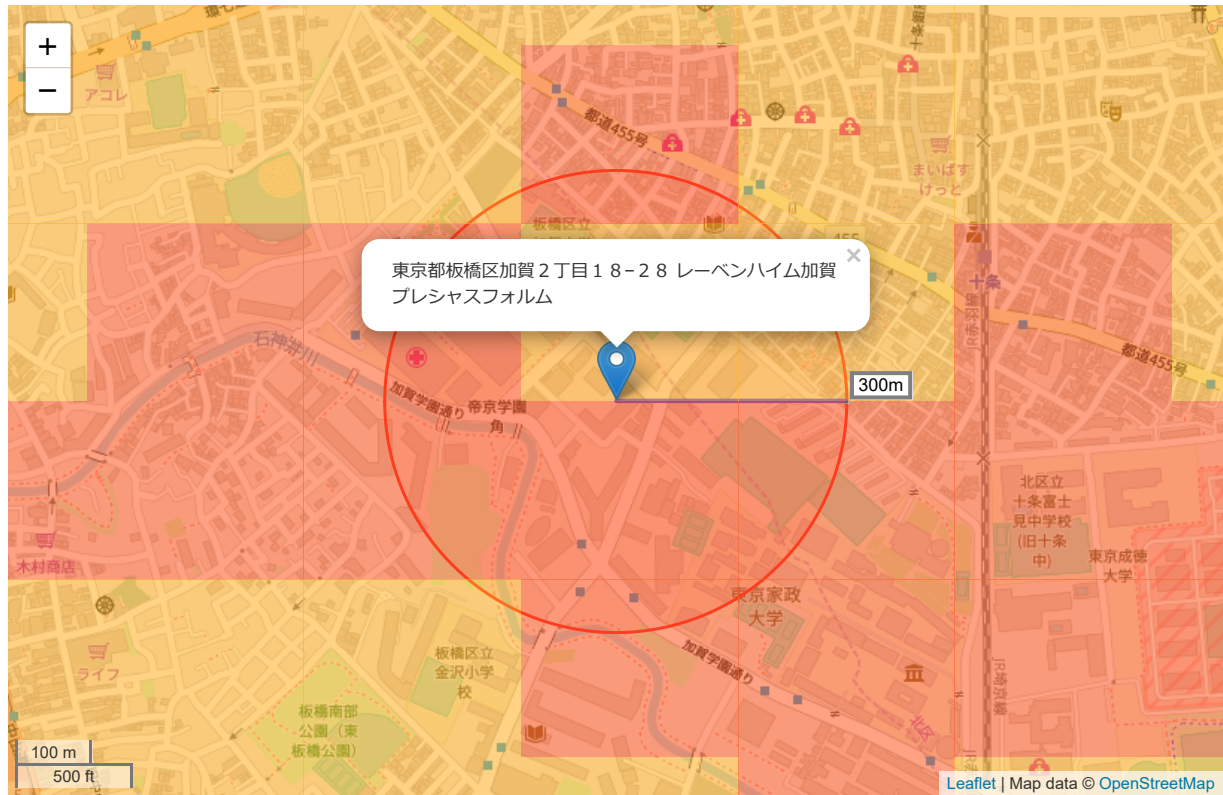 +
−
環七通
アコレ
十条銀座
都道455号
まいばす
けっと
板橋区立
455
東京都板橋区加賀２丁目１８−２８ レーベンハイム加賀
プレシャスフォルム
×
十条
JR赤羽線
都道455号
石神井川
300m
加賀学園通り
帝京学園
角
北区立
十条富士
見中学校
(旧十条
中)
東京成徳
大学
木村商店
東京家政
大学
ライフ
板橋区立
金沢小学
校
加賀学園通り
JR埼京線
板橋南部
公園（東
板橋公園）
北区
100 m
500 ft
Leaflet | Map data © OpenStreetMap